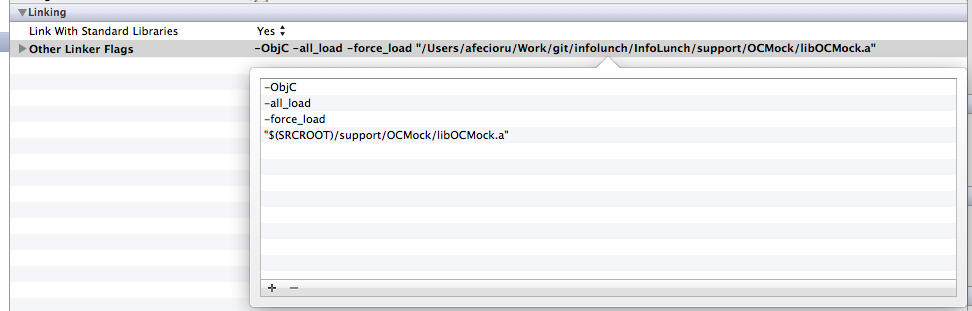 Linking
Link With Standard Libraries Yes
Other Linker Flags -ObjC -all_load -force_load "/Users/afecioru/Work/git/infolunch/InfoLunch/support/OCMock/libOCMock.a"
-ObjC
-all_load
-force_load
"$(SRCROOT)/support/OCMock/libOCMock.a"
+ −